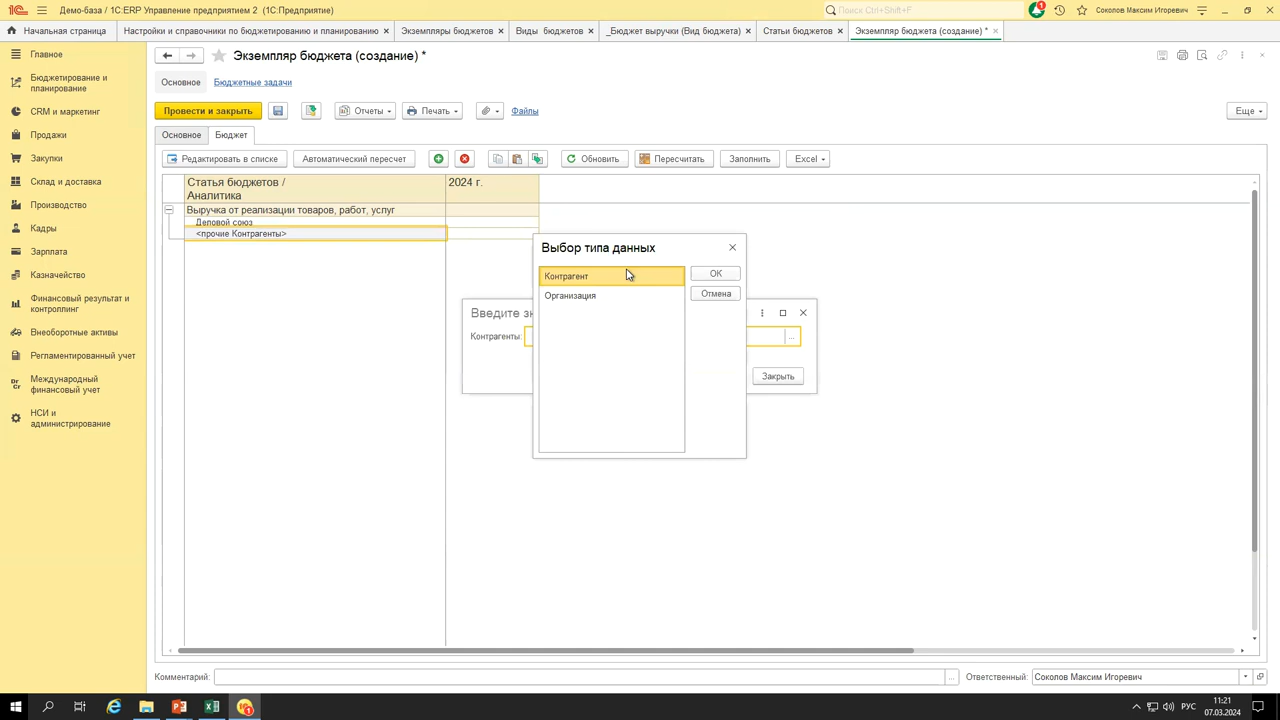 Демо-база / 1С:ERP Управление предприятием 2 (1С:Предприятие)
Поиск Ctrl+Shift+F
Соколов Максим Игоревич
Начальная страница
Настройки и справочники по бюджетированию и планированию ×
Экземпляры бюджетов ×
Виды бюджетов ×
_Бюджет выручки (Вид бюджета) ×
Статьи бюджетов ×
Экземпляр бюджета (создание) * ×
Главное
Бюджетирование и
планирование
CRM и маркетинг
Продажи
Закупки
Склад и доставка
Производство
Кадры
Зарплата
Казначейство
Финансовый результат и
контроллинг
Внеоборотные активы
Регламентированный учет
Международный
финансовый учет
НСИ и
администрирование
Экземпляр бюджета (создание) *
Основное
Бюджетные задачи
Провести и закрыть
Отчеты
Печать
Файлы
Еще
Основное
Бюджет
Редактировать в списке
Автоматический пересчет
Обновить
Пересчитать
Заполнить
Excel
Статья бюджетов /
Аналитика
2024 г.
Выручка от реализации товаров, работ, услуг
Деловой союз
<прочие Контрагенты>
Введите зн
Контрагенты:
...
Закрыть
Выбор типа данных
Контрагент
Организация
ОК
Отмена
Комментарий:
...
Ответственный:
Соколов Максим Игоревич
РУС
11:21
07.03.2024